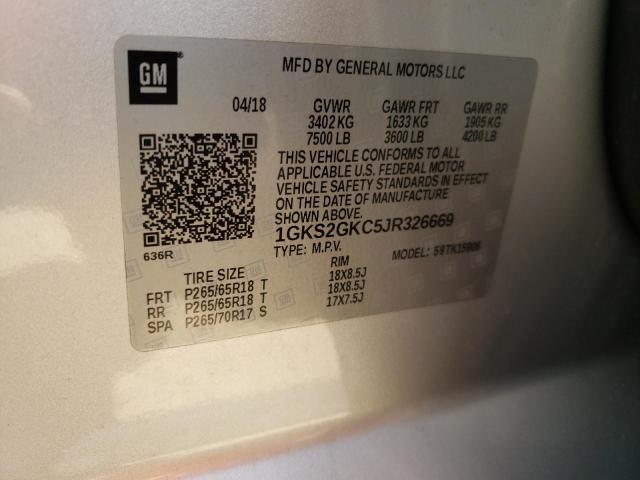 GM
MFD BY GENERAL MOTORS LLC
04/18 GVWR GAWR FRT GAWR RR
3402 KG 1633 KG 1905 KG
7500 LB 3600 LB 4200 LB
THIS VEHICLE CONFORMS TO ALL
APPLICABLE U.S. FEDERAL MOTOR
VEHICLE SAFETY STANDARDS IN EFFECT
ON THE DATE OF MANUFACTURE
SHOWN ABOVE.
1GKS2GKC5JR326669
636R TYPE: M.P.V. MODEL:
TIRE SIZE RIM
FRT P265/65R18 T 18X8.5J
RR P265/65R18 T 18X8.5J
SPA P265/70R17 S 17X7.5J